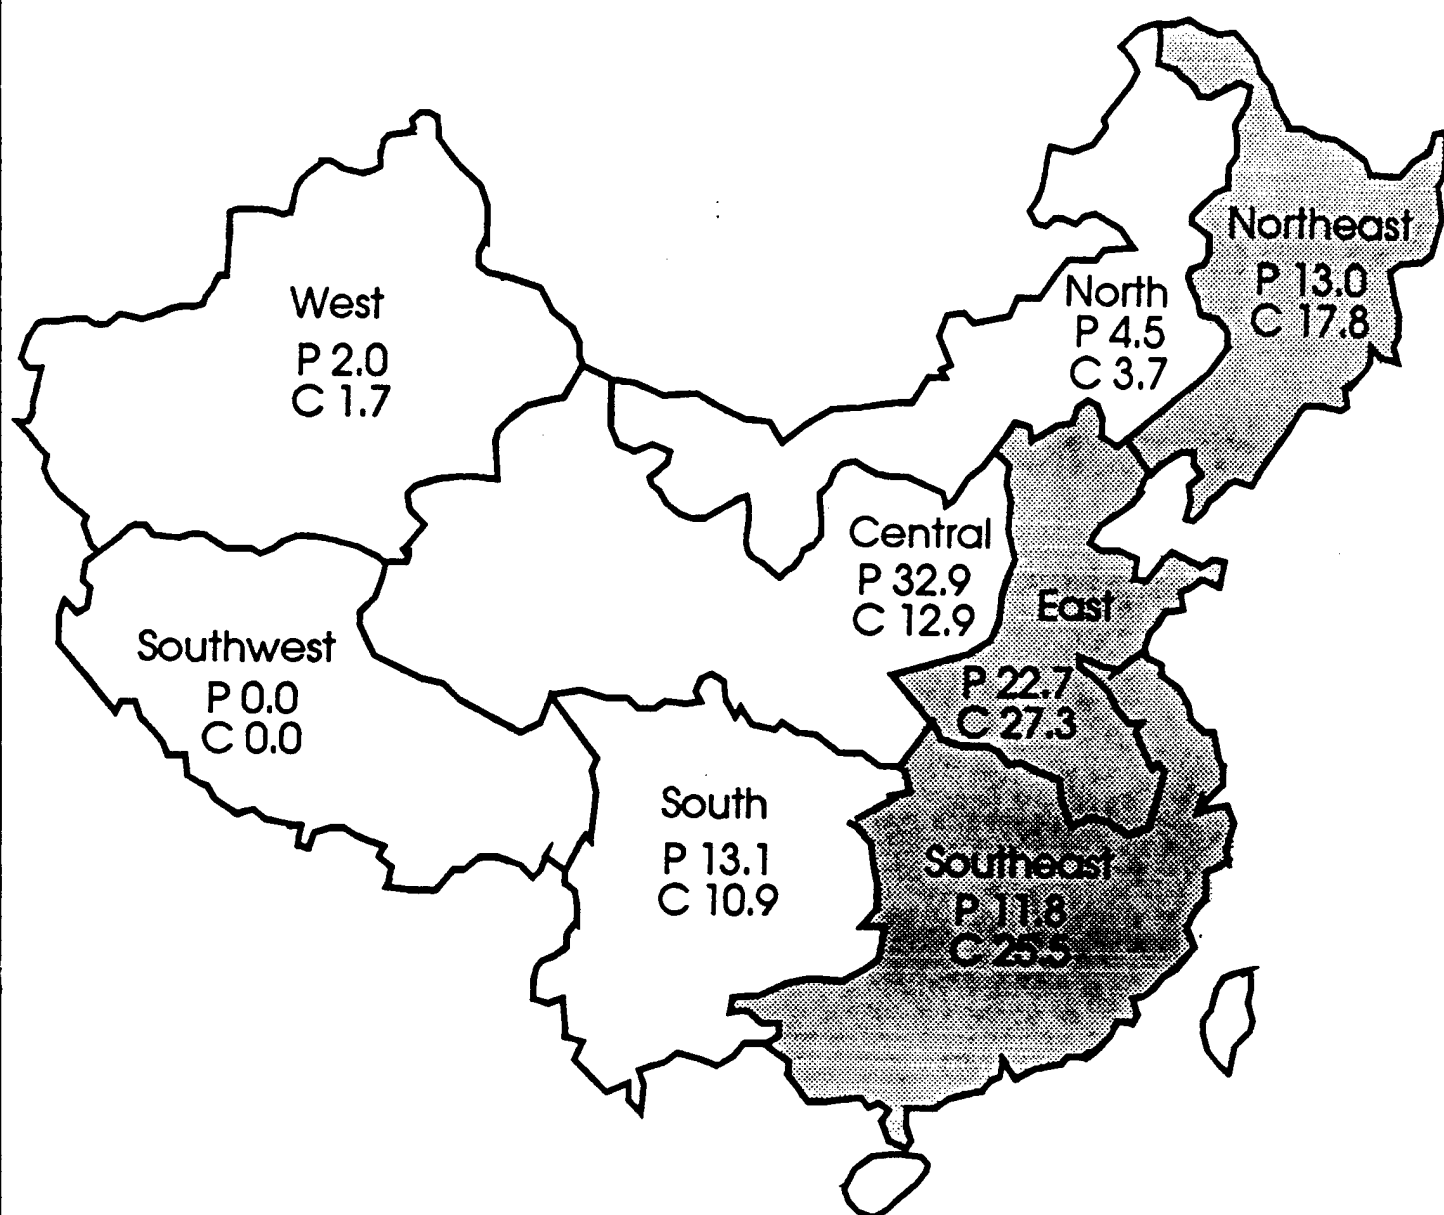 Northeast
P 13.0
C 17.8
North
P 4.5
C 3.7
West
P 2.0
C 1.7
Central
P 32.9
C 12.9
East
P 22.7
C 27.3
Southwest
P 0.0
C 0.0
South
P 13.1
C 10.9
Southeast
P 11.8
C 25.5